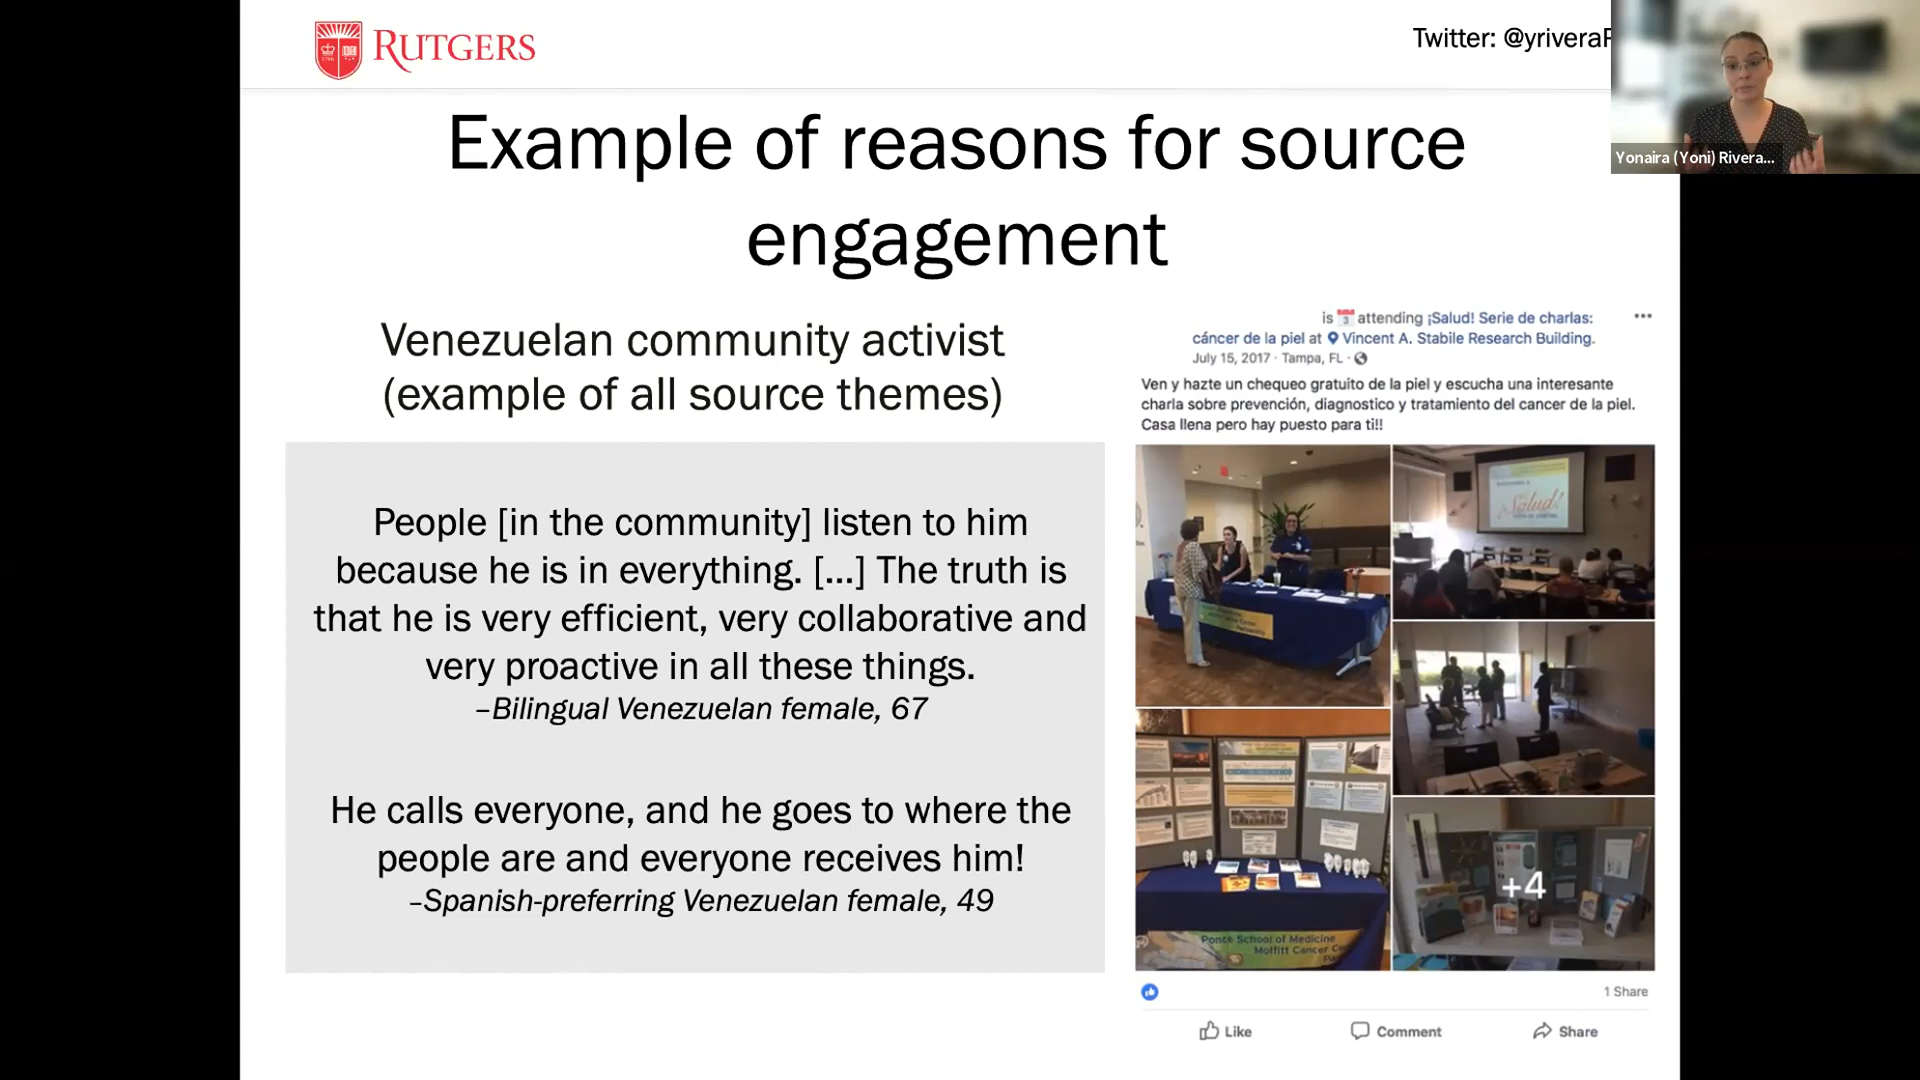 RUTGERS
Twitter: @yrivera
Yonaira (Yoni) Rivera...
Example of reasons for source
engagement
Venezuelan community activist
(example of all source themes)
People [in the community] listen to him
because he is in everything. [...] The truth is
that he is very efficient, very collaborative and
very proactive in all these things.
–Bilingual Venezuelan female, 67
He calls everyone, and he goes to where the
people are and everyone receives him!
–Spanish-preferring Venezuelan female, 49
is 3 attending ¡Salud! Serie de charlas:
cáncer de la piel at Vincent A. Stabile Research Building.
July 15, 2017 · Tampa, FL ·
Ven y hazte un chequeo gratuito de la piel y escucha una interesante
charla sobre prevención, diagnostico y tratamiento del cancer de la piel.
Casa llena pero hay puesto para ti!!
¡Salud!
Ponce School of Medicine
Moffitt Cancer
+4
1 Share
Like
Comment
Share